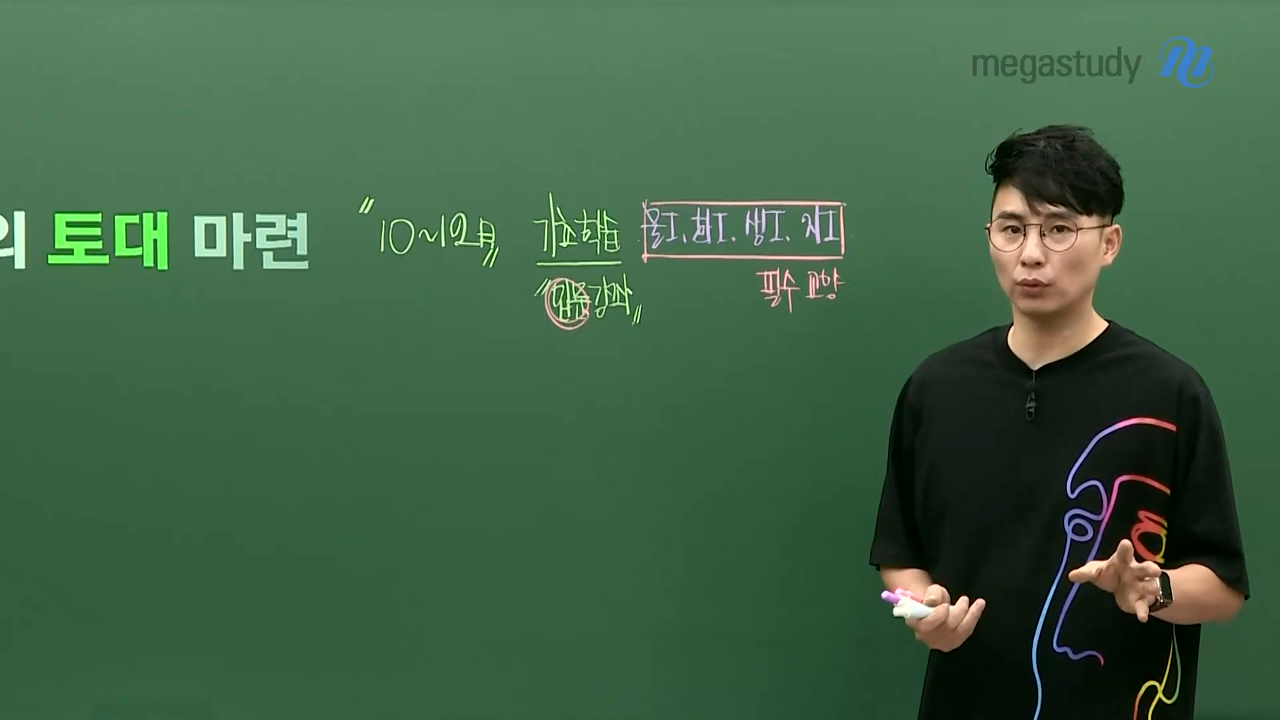 megastudy
의 토대 마련 "10~12月" 기초학습 물I, 화I, 생I, 지I
"입문강좌" 필수 교양